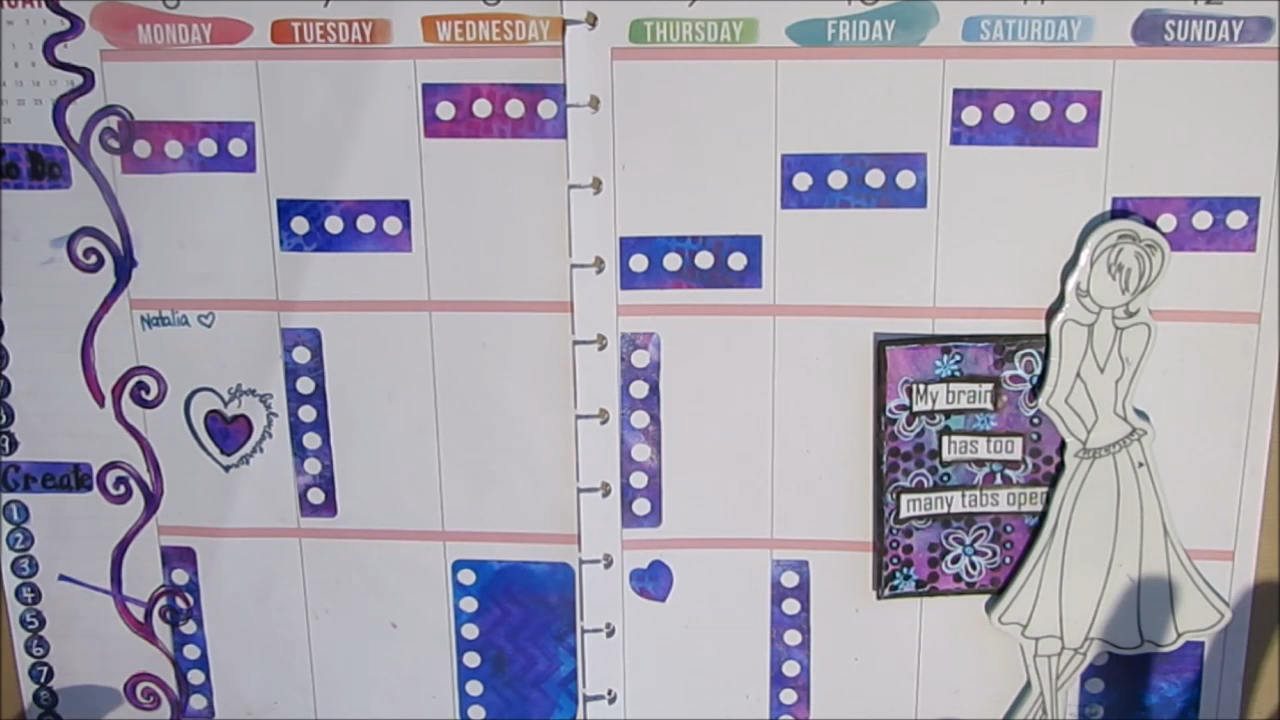 MONDAY
TUESDAY
WEDNESDAY
THURSDAY
FRIDAY
SATURDAY
SUNDAY
To Do
Natalia
My brain
has too
many tabs open
Create
1
2
3
4
5
6
7
8